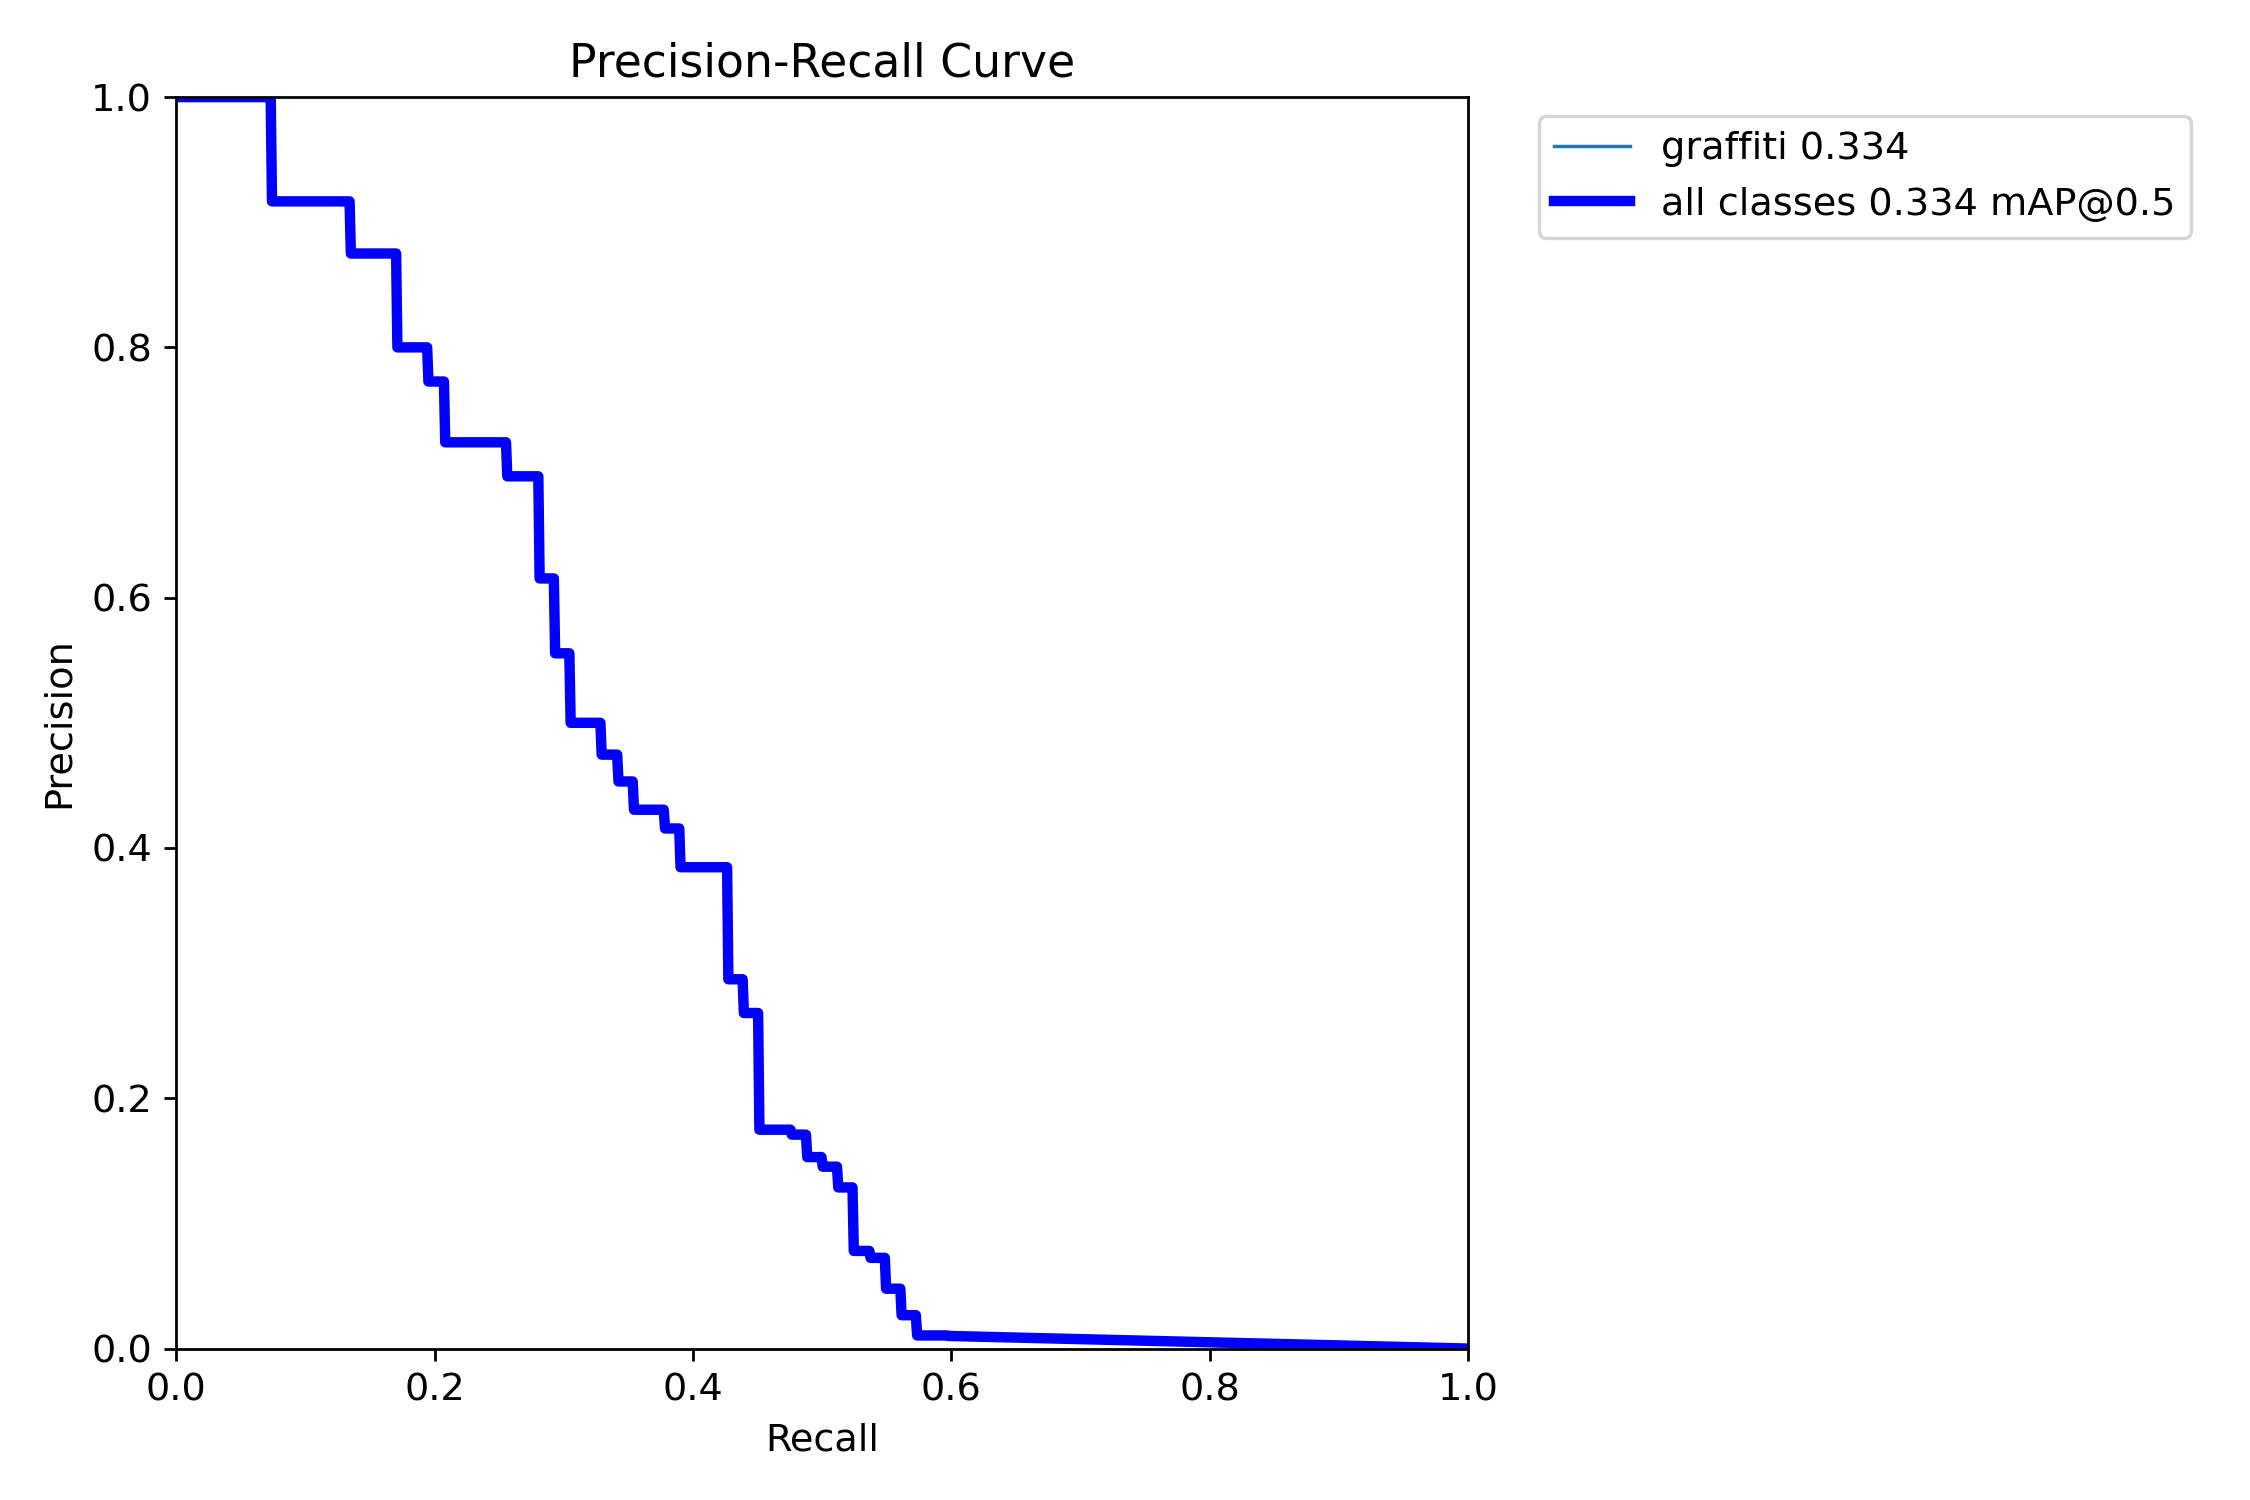 Precision-Recall Curve
1.0
0.8
0.6
0.4
0.2
0.0
Precision
0.0 0.2 0.4 0.6 0.8 1.0
Recall
graffiti 0.334
all classes 0.334 mAP@0.5